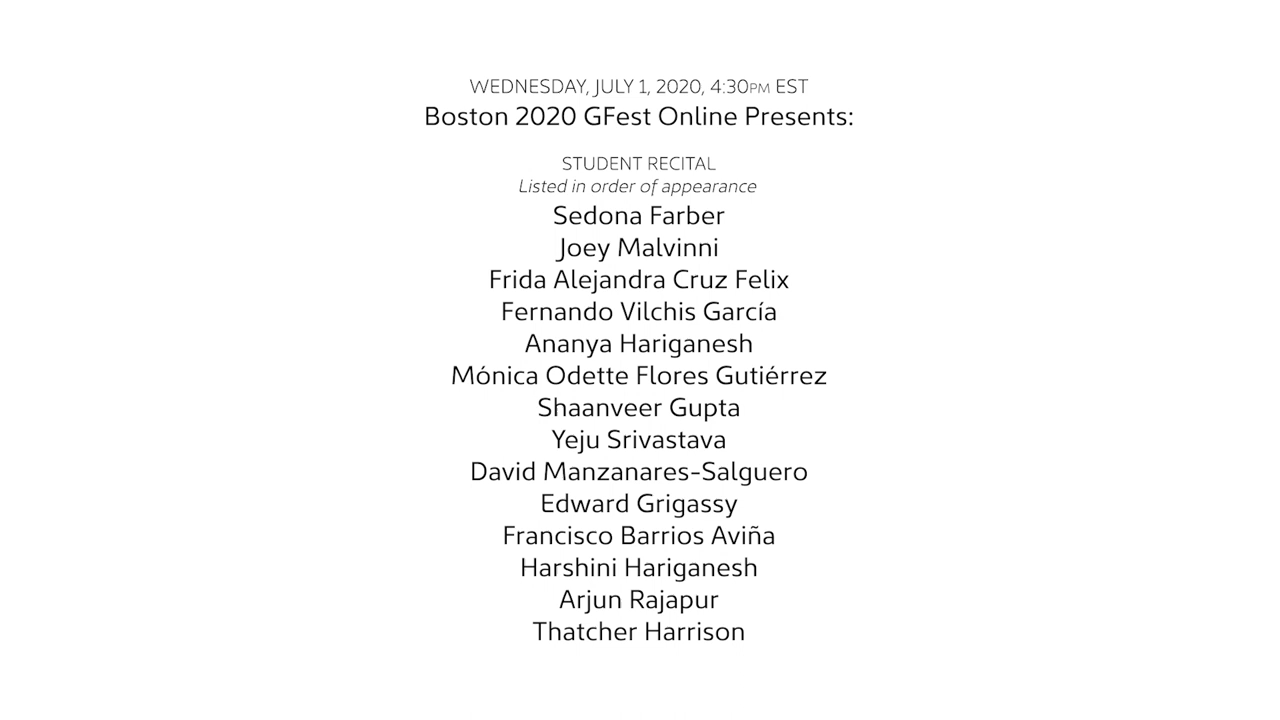 WEDNESDAY, JULY 1, 2020, 4:30PM EST
Boston 2020 GFest Online Presents:
STUDENT RECITAL
Listed in order of appearance
Sedona Farber
Joey Malvinni
Frida Alejandra Cruz Felix
Fernando Vilchis García
Ananya Hariganesh
Mónica Odette Flores Gutiérrez
Shaanveer Gupta
Yeju Srivastava
David Manzanares-Salguero
Edward Grigassy
Francisco Barrios Aviña
Harshini Hariganesh
Arjun Rajapur
Thatcher Harrison